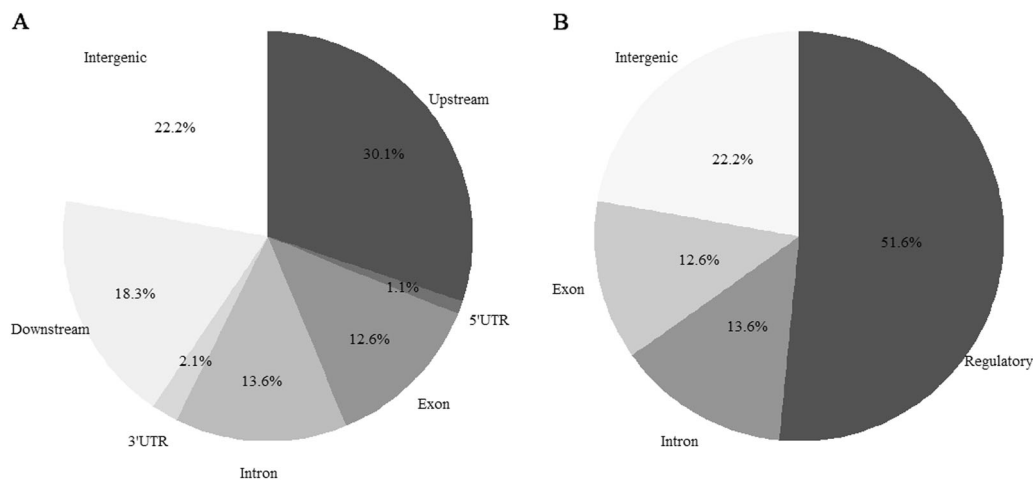 A
Intergenic
Upstream
22.2%
30.1%
1.1%
5'UTR
18.3%
12.6%
Downstream
2.1%
13.6%
Exon
3'UTR
Intron
B
Intergenic
22.2%
51.6%
12.6%
Exon
13.6%
Regulatory
Intron